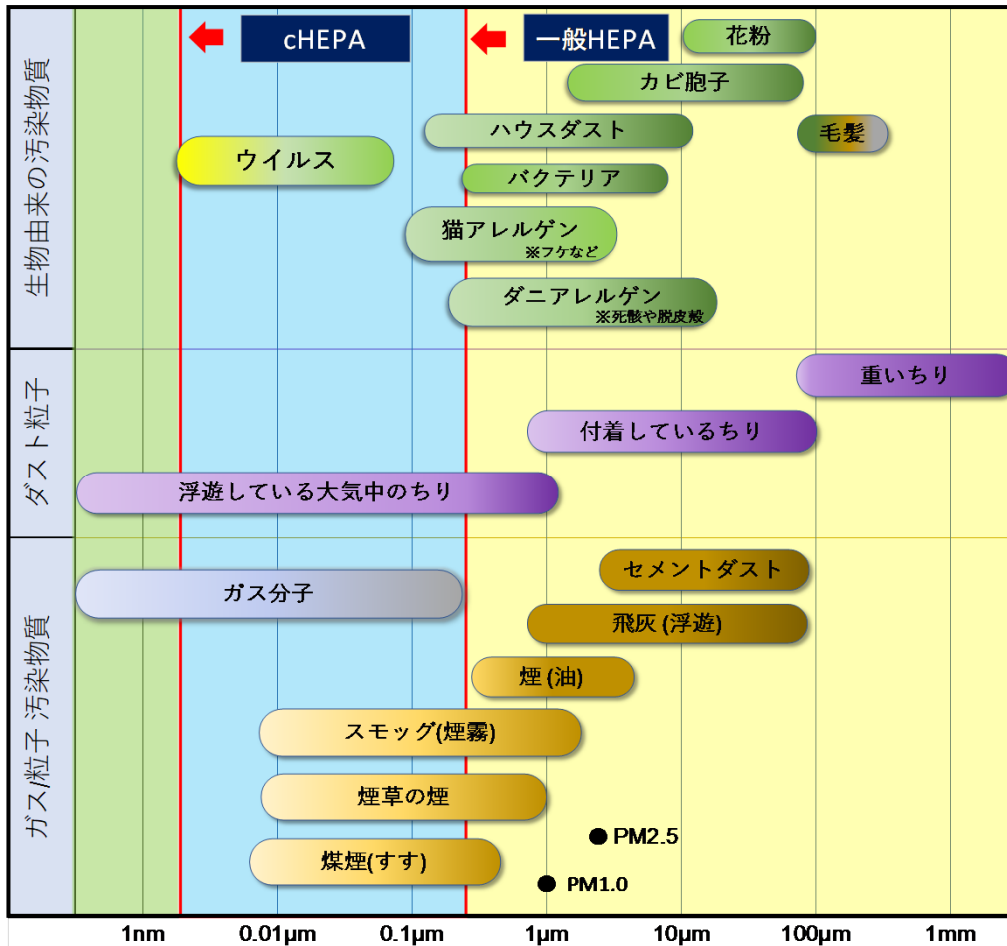 cHEPA
一般HEPA
生物由来の汚染物質
花粉
カビ胞子
ハウスダスト
毛髪
ウイルス
バクテリア
猫アレルゲン
※フケなど
ダニアレルゲン
※死骸や脱皮殻
ダスト粒子
重いちり
付着しているちり
浮遊している大気中のちり
ガス/粒子 汚染物質
セメントダスト
ガス分子
飛灰 (浮遊)
煙 (油)
スモッグ(煙霧)
煙草の煙
PM2.5
煤煙(すす)
PM1.0
1nm 0.01μm 0.1μm 1μm 10μm 100μm 1mm